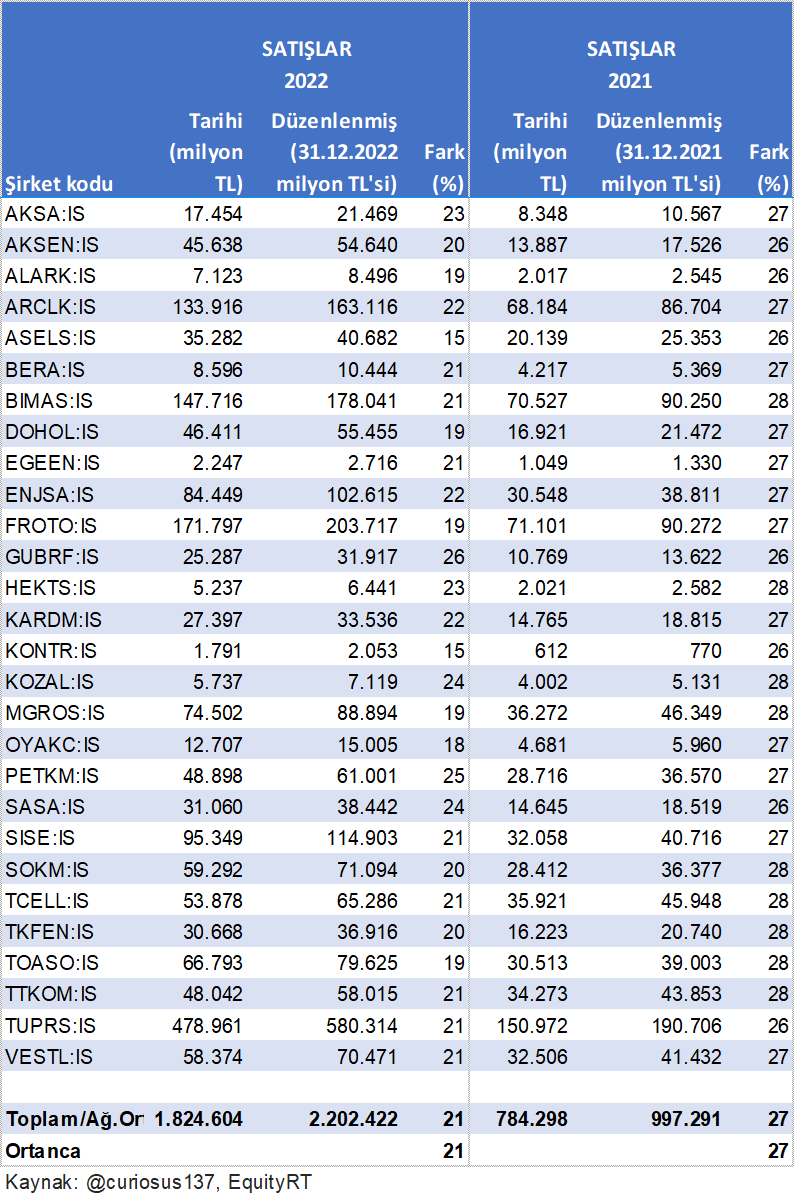 SATIŞLAR SATIŞLAR
2022 2021
Tarihi Düzenlenmiş Tarihi Düzenlenmiş
(milyon (31.12.2022 Fark (milyon (31.12.2021 Fark
Şirket kodu TL) milyon TL'si) (%) TL) milyon TL'si) (%)
AKSA:IS 17.454 21.469 23 8.348 10.567 27
AKSEN:IS 45.638 54.640 20 13.887 17.526 26
ALARK:IS 7.123 8.496 19 2.017 2.545 26
ARCLK:IS 133.916 163.116 22 68.184 86.704 27
ASELS:IS 35.282 40.682 15 20.139 25.353 26
BERA:IS 8.596 10.444 21 4.217 5.369 27
BIMAS:IS 147.716 178.041 21 70.527 90.250 28
DOHOL:IS 46.411 55.455 19 16.921 21.472 27
EGEEN:IS 2.247 2.716 21 1.049 1.330 27
ENJSA:IS 84.449 102.615 22 30.548 38.811 27
FROTO:IS 171.797 203.717 19 71.101 90.272 27
GUBRF:IS 25.287 31.917 26 10.769 13.622 26
HEKTS:IS 5.237 6.441 23 2.021 2.582 28
KARDM:IS 27.397 33.536 22 14.765 18.815 27
KONTR:IS 1.791 2.053 15 612 770 26
KOZAL:IS 5.737 7.119 24 4.002 5.131 28
MGROS:IS 74.502 88.894 19 36.272 46.349 28
OYAKC:IS 12.707 15.005 18 4.681 5.960 27
PETKM:IS 48.898 61.001 25 28.716 36.570 27
SASA:IS 31.060 38.442 24 14.645 18.519 26
SISE:IS 95.349 114.903 21 32.058 40.716 27
SOKM:IS 59.292 71.094 20 28.412 36.377 28
TCELL:IS 53.878 65.286 21 35.921 45.948 28
TKFEN:IS 30.668 36.916 20 16.223 20.740 28
TOASO:IS 66.793 79.625 19 30.513 39.003 28
TTKOM:IS 48.042 58.015 21 34.273 43.853 28
TUPRS:IS 478.961 580.314 21 150.972 190.706 26
VESTL:IS 58.374 70.471 21 32.506 41.432 27
Toplam/Ağ.Ort 1.824.604 2.202.422 21 784.298 997.291 27
Ortanca 21 27
Kaynak: @curiosus137, EquityRT